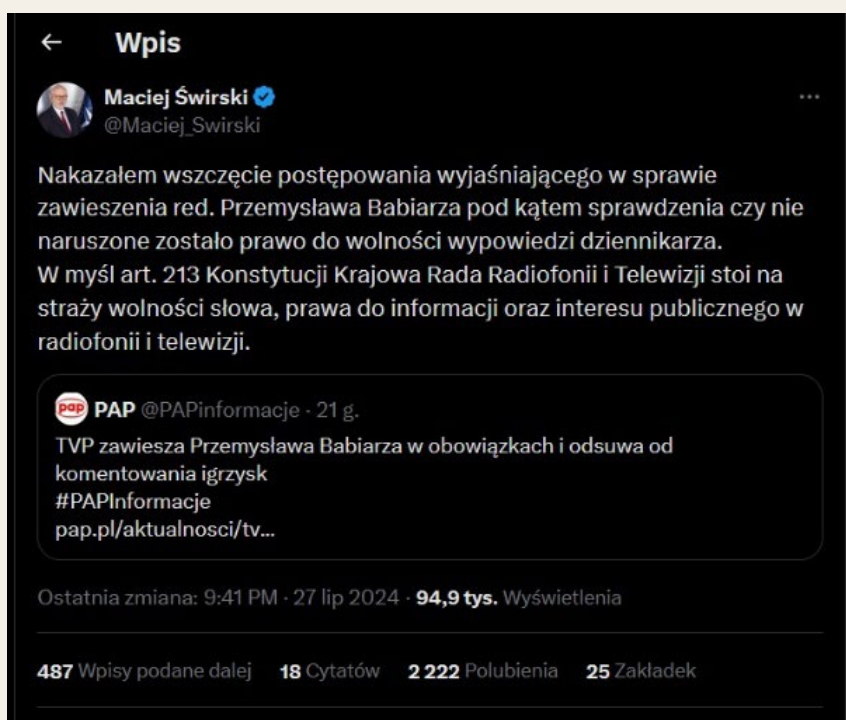 Wpis
Maciej Świrski
@Maciej_Swirski
Nakazałem wszczęcie postępowania wyjaśniającego w sprawie
zawieszenia red. Przemysława Babiarza pod kątem sprawdzenia czy nie
naruszone zostało prawo do wolności wypowiedzi dziennikarza.
W myśl art. 213 Konstytucji Krajowa Rada Radiofonii i Telewizji stoi na
straży wolności słowa, prawa do informacji oraz interesu publicznego w
radiofonii i telewizji.
pap PAP @PAPinformacje · 21 g.
TVP zawiesza Przemysława Babiarza w obowiązkach i odsuwa od
komentowania igrzysk
#PAPInformacje
pap.pl/aktualnosci/tv...
Ostatnia zmiana: 9:41 PM · 27 lip 2024 · 94,9 tys. Wyświetlenia
487 Wpisy podane dalej 18 Cytatów 2 222 Polubienia 25 Zakładek